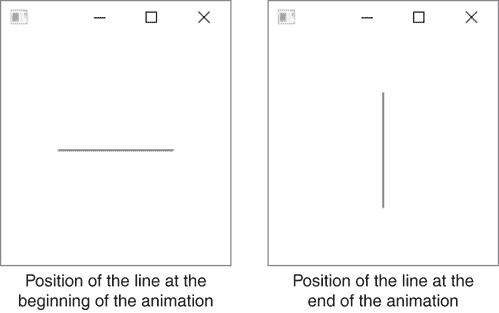 Position of the line at the
beginning of the animation
Position of the line at the
end of the animation